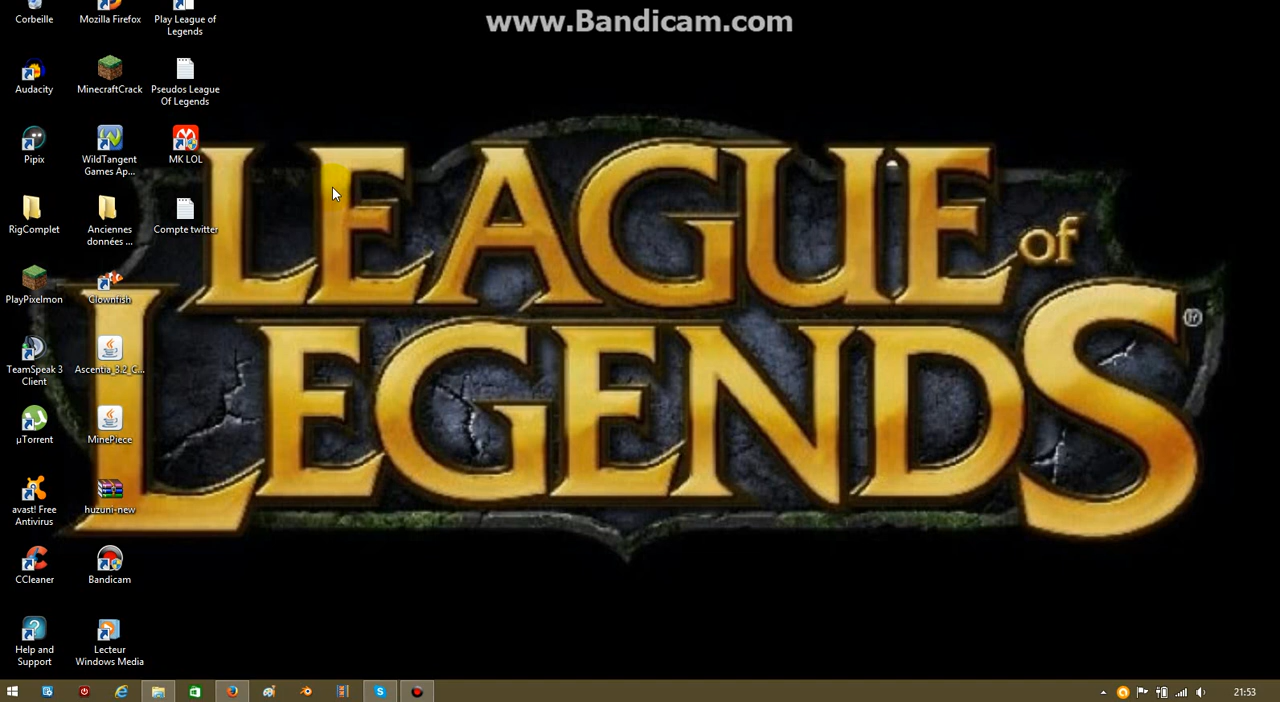 www.Bandicam.com
Corbeille
Mozilla Firefox
Play League of
Legends
Audacity
MinecraftCrack
Pseudos League
Of Legends
Pipix
WildTangent
Games Ap...
MK LOL
RigComplet
Anciennes
données ...
Compte twitter
PlayPixelmon
Clownfish
TeamSpeak 3
Client
Ascentia_3.2_C...
µTorrent
MinePiece
avast! Free
Antivirus
huzuni-new
CCleaner
Bandicam
Help and
Support
Lecteur
Windows Media
LEAGUE of
LEGENDS®
21:53